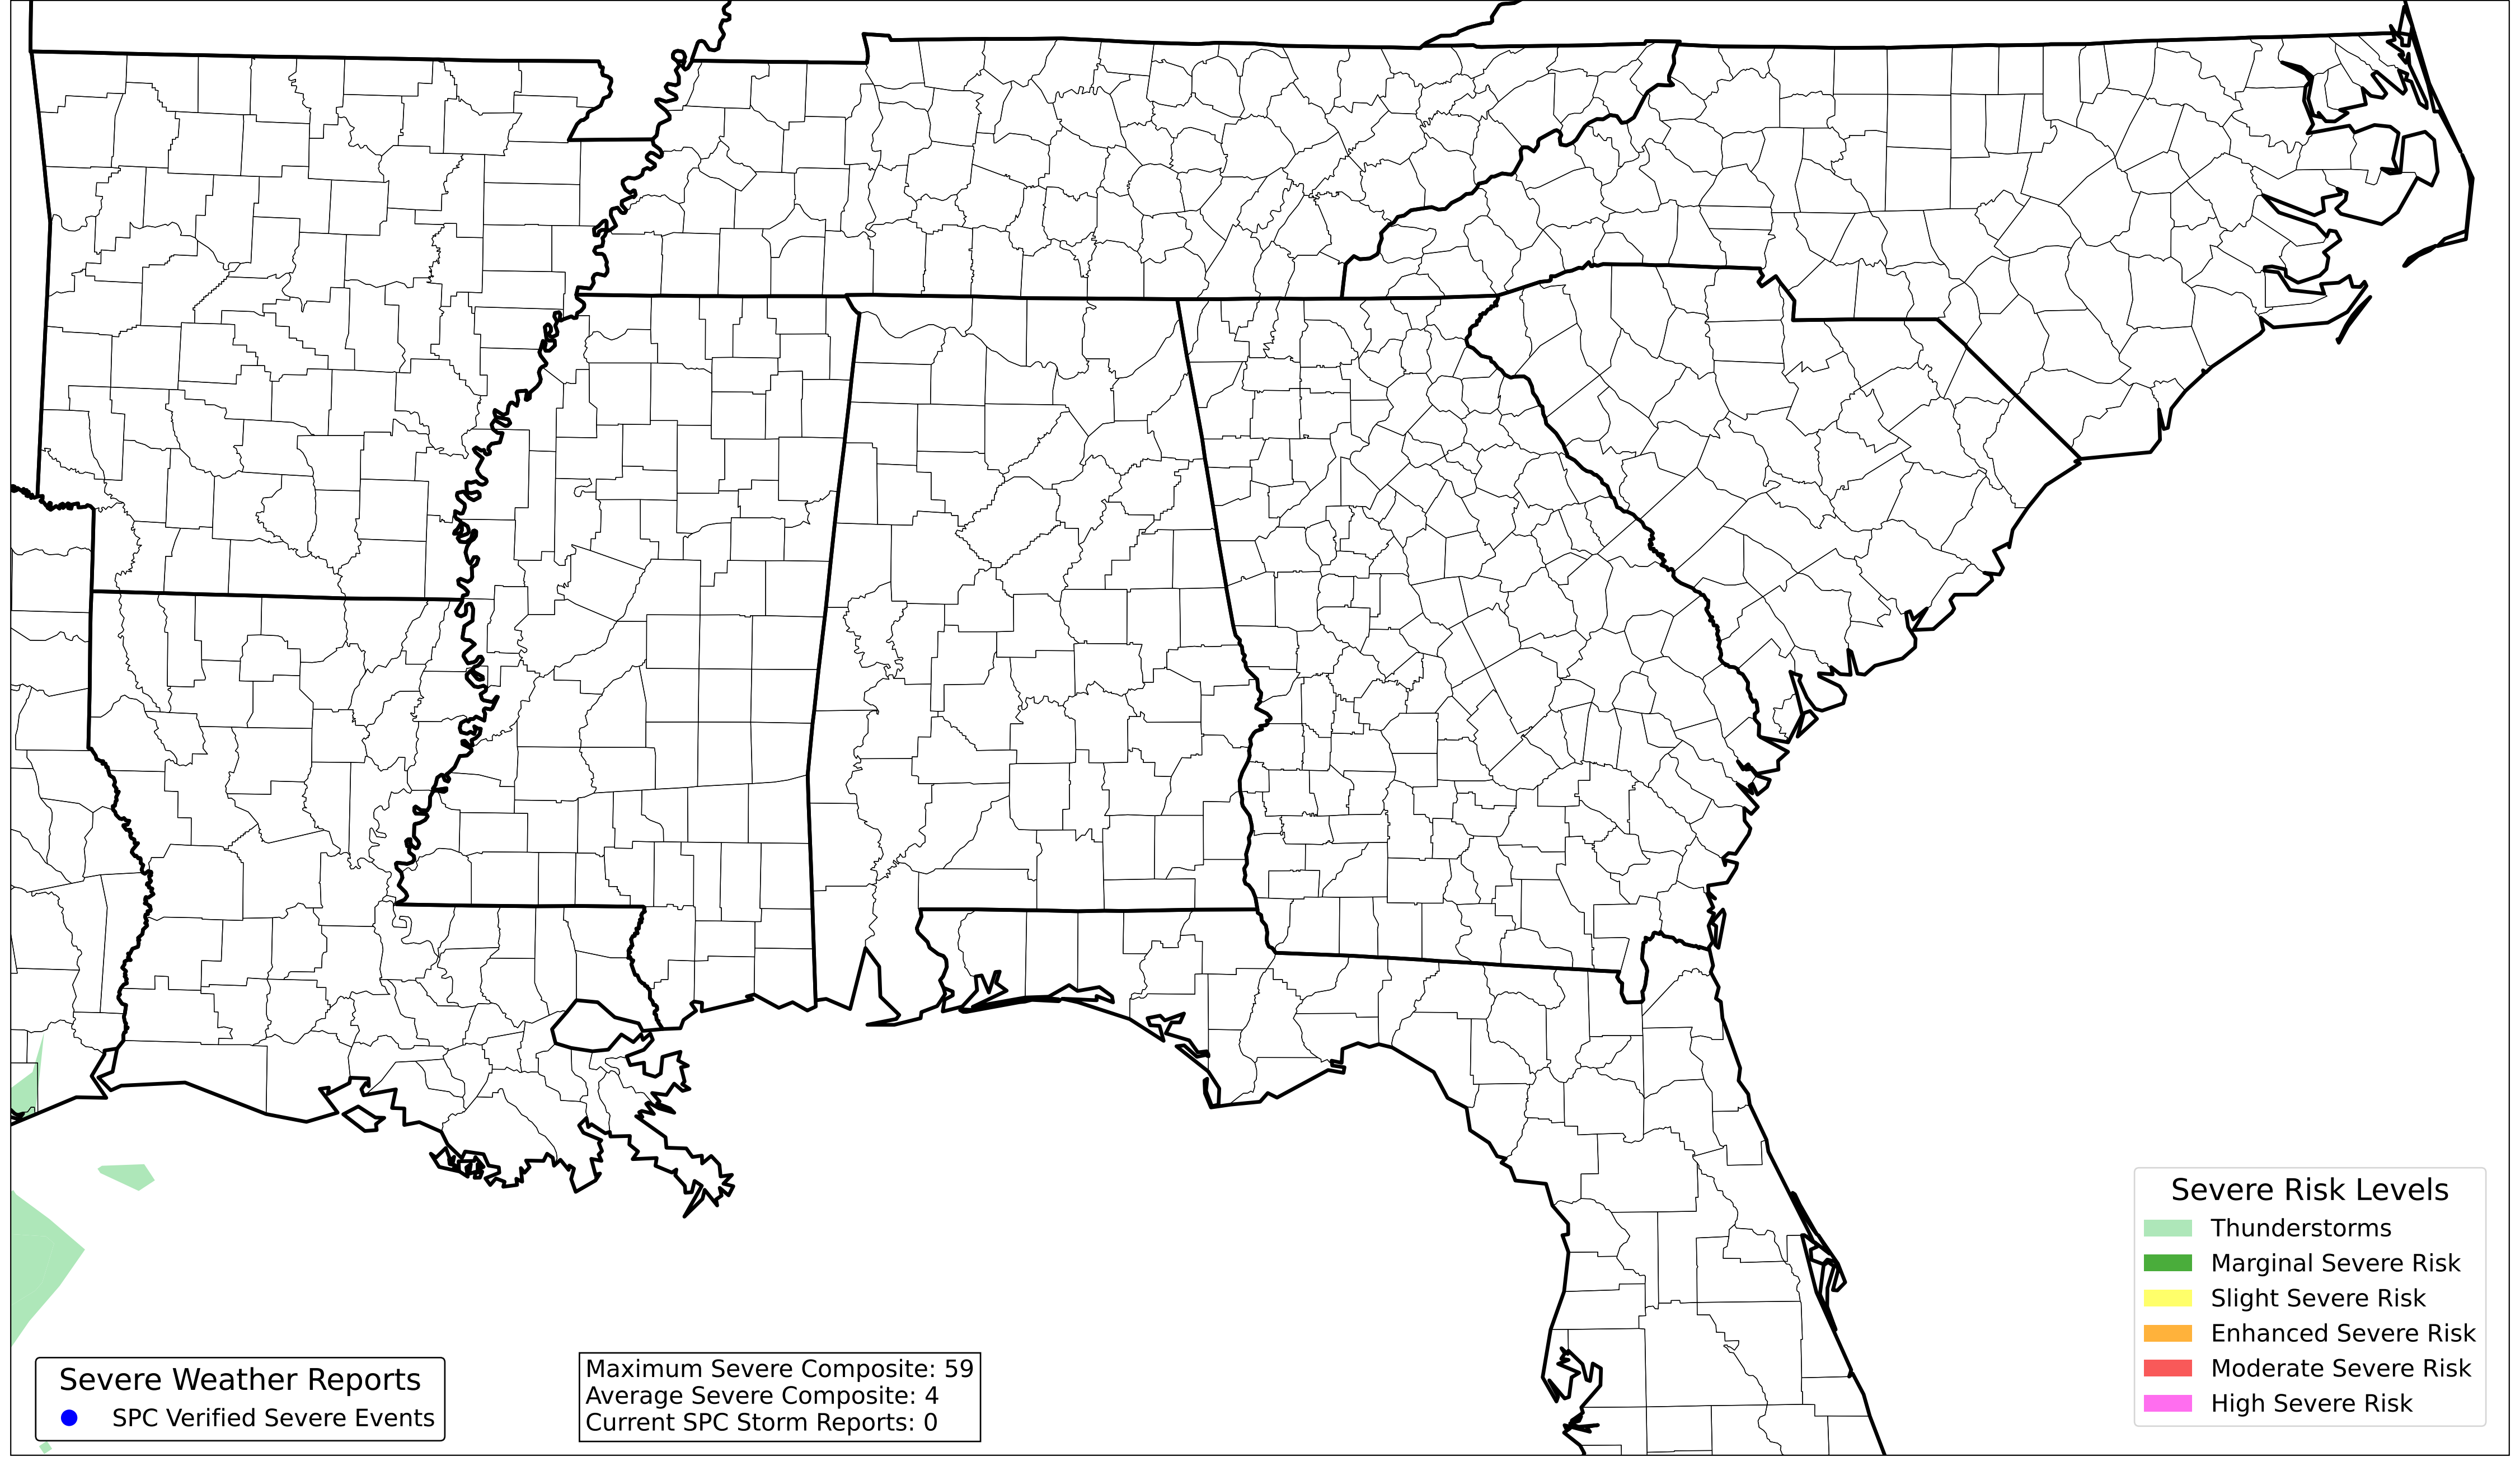 Severe Weather Reports
SPC Verified Severe Events
Maximum Severe Composite: 59
Average Severe Composite: 4
Current SPC Storm Reports: 0
Severe Risk Levels
Thunderstorms
Marginal Severe Risk
Slight Severe Risk
Enhanced Severe Risk
Moderate Severe Risk
High Severe Risk